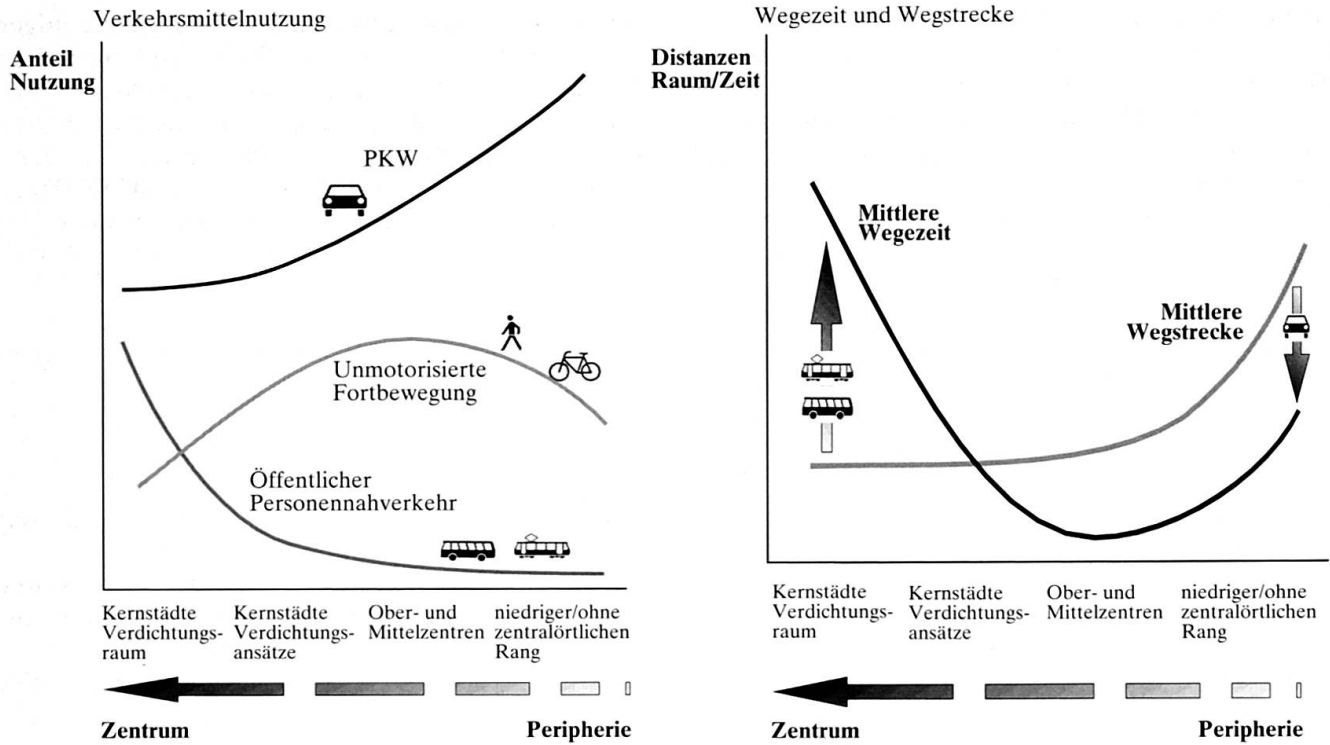 Verkehrsmittelnutzung
Anteil
Nutzung
PKW
Unmotorisierte
Fortbewegung
Öffentlicher
Personennahverkehr
Kernstädte
Verdichtungs-
raum
Kernstädte
Verdichtungs-
ansätze
Ober- und
Mittelzentren
niedriger/ohne
zentralörtlichen
Rang
Zentrum
Peripherie
Wegezeit und Wegstrecke
Distanzen
Raum/Zeit
Mittlere
Wegezeit
Mittlere
Wegstrecke
Kernstädte
Verdichtungs-
raum
Kernstädte
Verdichtungs-
ansätze
Ober- und
Mittelzentren
niedriger/ohne
zentralörtlichen
Rang
Zentrum
Peripherie